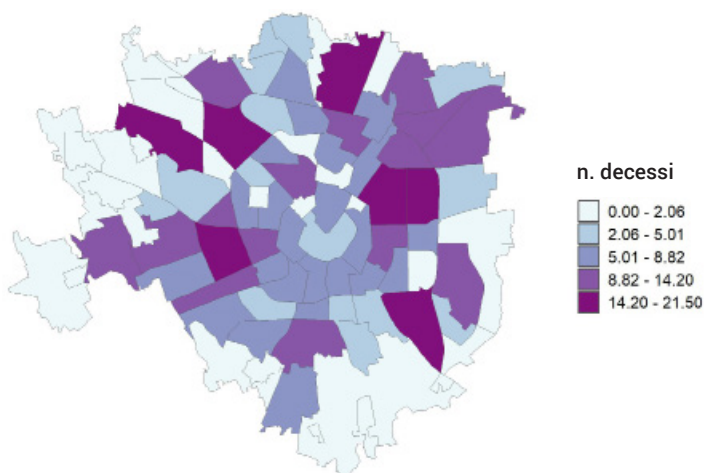 n. decessi
0.00 - 2.06
2.06 - 5.01
5.01 - 8.82
8.82 - 14.20
14.20 - 21.50